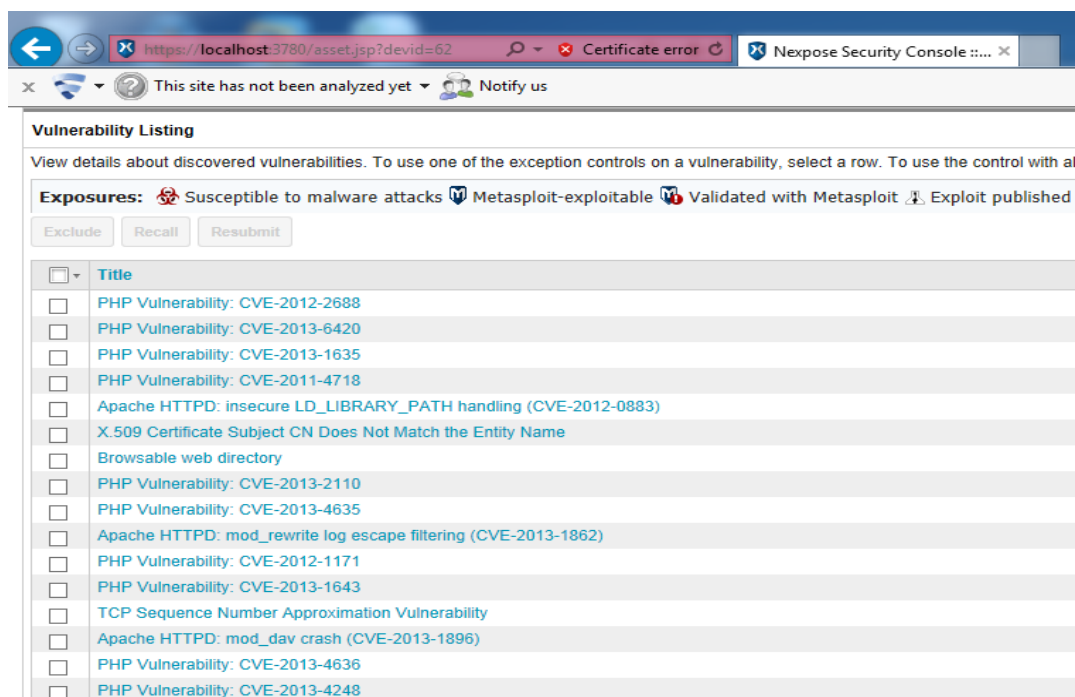 https://localhost:3780/asset.jsp?devid=62 Certificate error Nexpose Security Console ::...
This site has not been analyzed yet Notify us
Vulnerability Listing
View details about discovered vulnerabilities. To use one of the exception controls on a vulnerability, select a row. To use the control with al
Exposures: Susceptible to malware attacks Metasploit-exploitable Validated with Metasploit Exploit published
Exclude Recall Resubmit
Title
PHP Vulnerability: CVE-2012-2688
PHP Vulnerability: CVE-2013-6420
PHP Vulnerability: CVE-2013-1635
PHP Vulnerability: CVE-2011-4718
Apache HTTPD: insecure LD_LIBRARY_PATH handling (CVE-2012-0883)
X.509 Certificate Subject CN Does Not Match the Entity Name
Browsable web directory
PHP Vulnerability: CVE-2013-2110
PHP Vulnerability: CVE-2013-4635
Apache HTTPD: mod_rewrite log escape filtering (CVE-2013-1862)
PHP Vulnerability: CVE-2012-1171
PHP Vulnerability: CVE-2013-1643
TCP Sequence Number Approximation Vulnerability
Apache HTTPD: mod_dav crash (CVE-2013-1896)
PHP Vulnerability: CVE-2013-4636
PHP Vulnerability: CVE-2013-4248